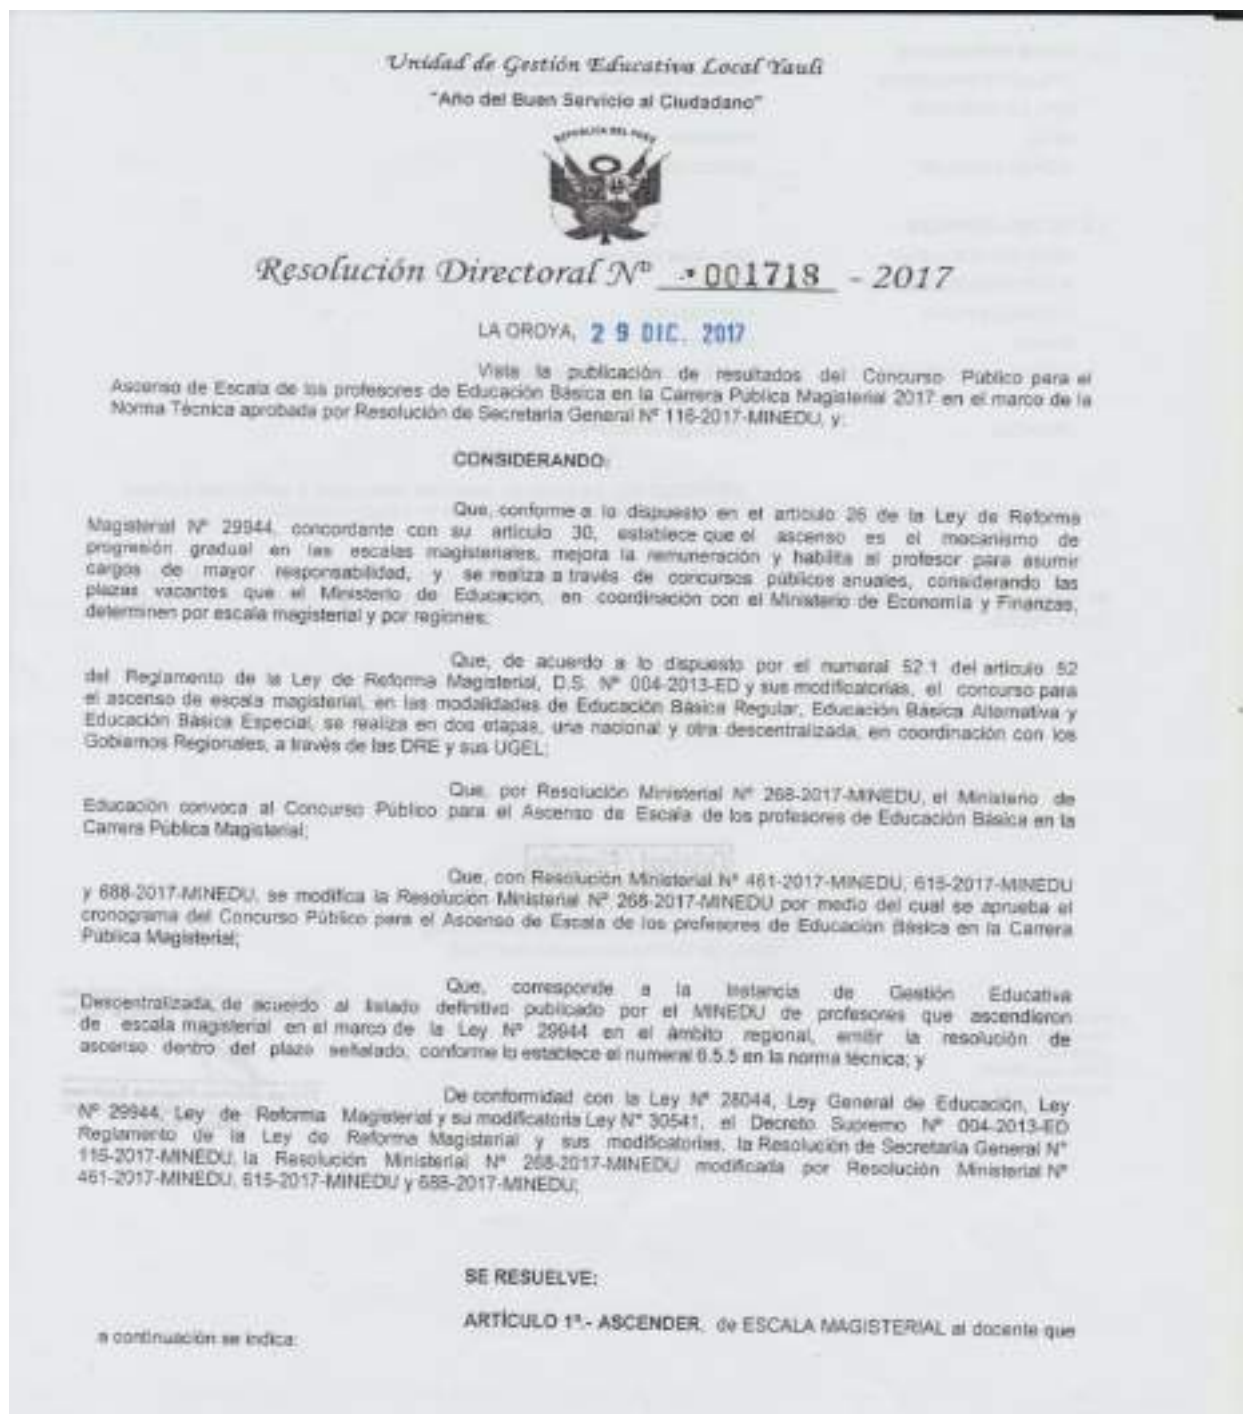 Unidad de Gestión Educativa Local Yauli
"Año del Buen Servicio al Ciudadano"
REPUBLICA DEL PERU
Resolución Directoral Nº 001718 - 2017
LA OROYA, 29 DIC. 2017
Vista la publicación de resultados del Concurso Público para el
Ascenso de Escala de los profesores de Educación Básica en la Carrera Pública Magisterial 2017 en el marco de la
Norma Técnica aprobada por Resolución de Secretaria General Nº 116-2017-MINEDU, y;
CONSIDERANDO:
Que, conforme a lo dispuesto en el articulo 26 de la Ley de Reforma
Magisterial Nº 29944, concordante con su articulo 30, establece que el ascenso es el mecanismo de
progresión gradual en las escalas magisteriales, mejora la remuneración y habilita al profesor para asumir
cargos de mayor responsabilidad, y se realiza a través de concursos públicos anuales, considerando las
plazas vacantes que el Ministerio de Educación, en coordinación con el Ministerio de Economía y Finanzas,
determinen por escala magisterial y por regiones;
Que, de acuerdo a lo dispuesto por el numeral 52.1 del articulo 52
del Reglamento de la Ley de Reforma Magisterial, D.S. Nº 004-2013-ED y sus modificatorias, el concurso para
el ascenso de escala magisterial, en las modalidades de Educación Básica Regular, Educación Básica Alternativa y
Educación Básica Especial, se realiza en dos etapas, una nacional y otra descentralizada, en coordinación con los
Gobiernos Regionales, a través de las DRE y sus UGEL;
Que, por Resolución Ministerial Nº 268-2017-MINEDU, el Ministerio de
Educación convoca al Concurso Público para el Ascenso de Escala de los profesores de Educación Básica en la
Carrera Pública Magisterial;
Que, con Resolución Ministerial Nº 461-2017-MINEDU, 615-2017-MINEDU
y 688-2017-MINEDU, se modifica la Resolución Ministerial Nº 268-2017-MINEDU por medio del cual se aprueba el
cronograma del Concurso Público para el Ascenso de Escala de los profesores de Educación Básica en la Carrera
Pública Magisterial;
Que, corresponde a la Instancia de Gestión Educativa
Descentralizada, de acuerdo al listado definitivo publicado por el MINEDU de profesores que ascendieron
de escala magisterial en el marco de la Ley Nº 29944 en el ámbito regional, emitir la resolución de
ascenso dentro del plazo señalado, conforme lo establece el numeral 6.5.5 en la norma técnica; y
De conformidad con la Ley Nº 28044, Ley General de Educación, Ley
Nº 29944, Ley de Reforma Magisterial y su modificatoria Ley Nº 30541, el Decreto Supremo Nº 004-2013-ED
Reglamento de la Ley de Reforma Magisterial y sus modificatorias, la Resolución de Secretaria General Nº
116-2017-MINEDU, la Resolución Ministerial Nº 268-2017-MINEDU modificada por Resolución Ministerial Nº
461-2017-MINEDU, 615-2017-MINEDU y 688-2017-MINEDU;
SE RESUELVE:
ARTÍCULO 1º.- ASCENDER, de ESCALA MAGISTERIAL al docente que
a continuación se indica: